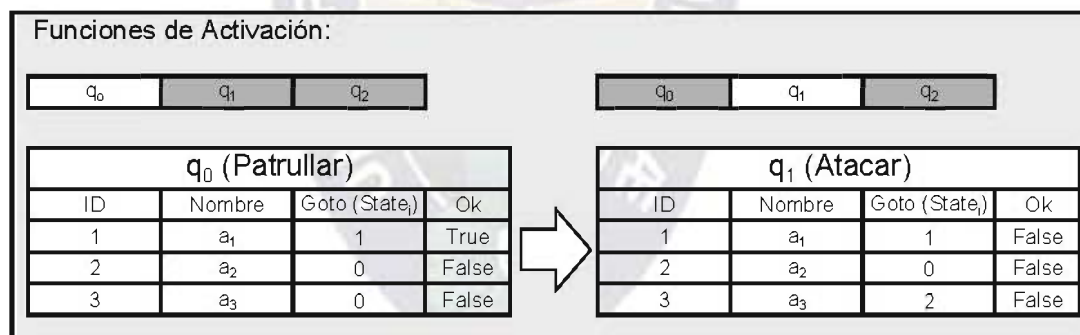 Funciones de Activación:
q₀ q₁ q₂ q₀ q₁ q₂
q₀ (Patrullar) q₁ (Atacar)
ID Nombre Goto (Stateᵢ) Ok ID Nombre Goto (Stateᵢ) Ok
1 a₁ 1 True 1 a₁ 1 False
2 a₂ 0 False 2 a₂ 0 False
3 a₃ 0 False 3 a₃ 2 False